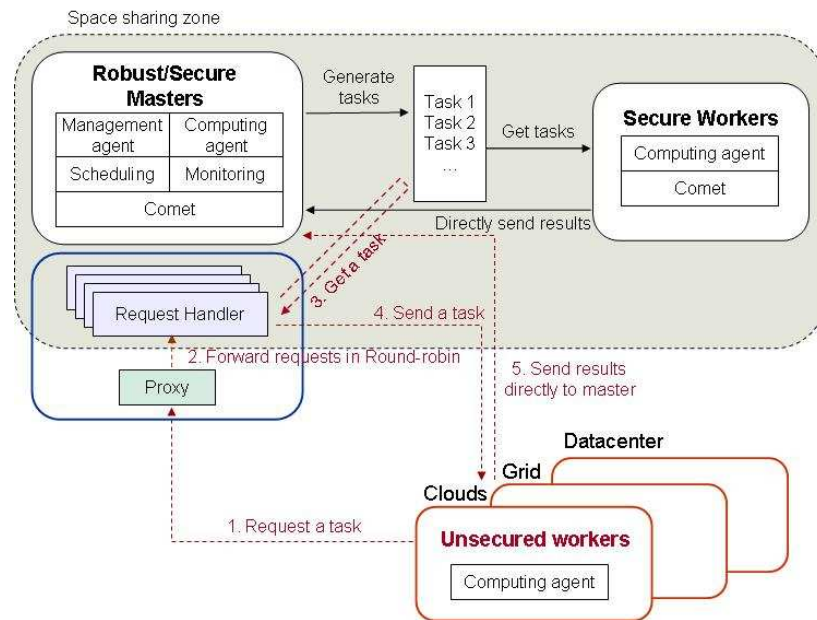 Space sharing zone
Robust/Secure
Masters
Management
agent
Computing
agent
Scheduling
Monitoring
Comet
Generate
tasks
Task 1
Task 2
Task 3
...
Get tasks
Secure Workers
Computing agent
Comet
Directly send results
3. Get a task
Request Handler
4. Send a task
2. Forward requests in Round-robin
Proxy
5. Send results
directly to master
Datacenter
Grid
Clouds
1. Request a task
Unsecured workers
Computing agent